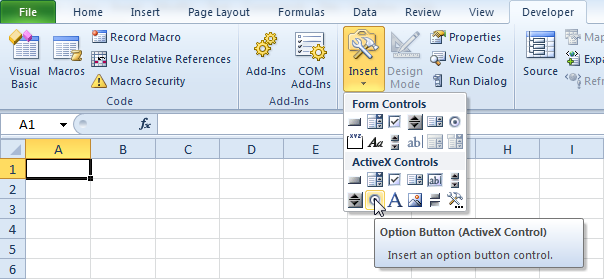 File Home Insert Page Layout Formulas Data Review View Developer
Visual Basic
Macros
Record Macro
Use Relative References
Macro Security
Code
Add-Ins
COM Add-Ins
Add-Ins
Insert
Design Mode
Properties
View Code
Run Dialog
Source
Map
Expa
Refr
A1
fx
Form Controls
Aa
ab
ActiveX Controls
ab
A
A B C D E H I
1
2
3
4
5
6
Option Button (ActiveX Control)
Insert an option button control.